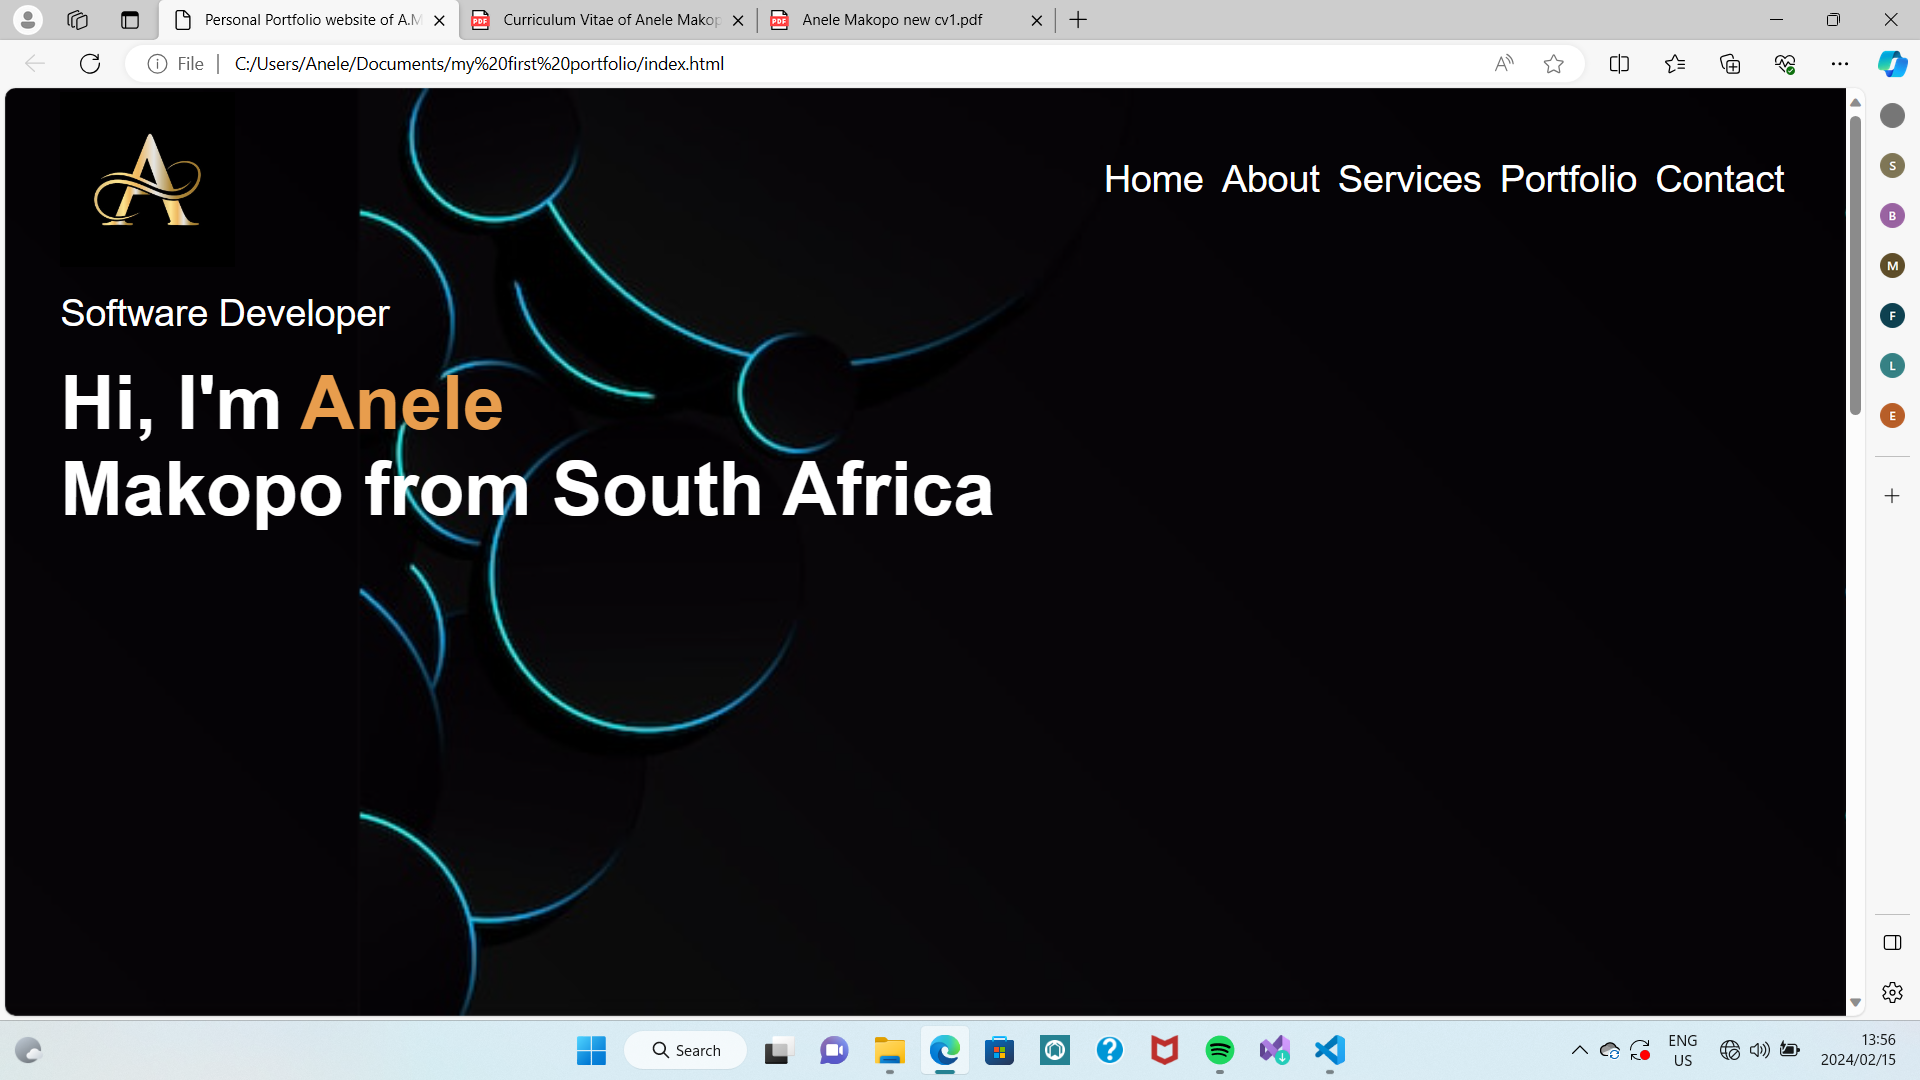 Personal Portfolio website of A.M
Curriculum Vitae of Anele Makop
Anele Makopo new cv1.pdf
File
C:/Users/Anele/Documents/my%20first%20portfolio/index.html
A
Home About Services Portfolio Contact
Software Developer
Hi, I'm Anele
Makopo from South Africa
S
B
M
F
L
E
Search
ENG
US
13:56
2024/02/15